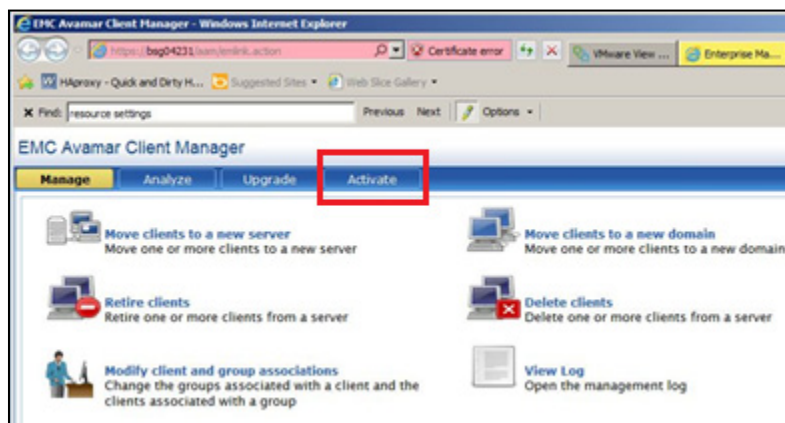 EMC Avamar Client Manager - Windows Internet Explorer
https://bsg04231/aam/emlink.action Certificate error VMware View ... Enterprise Ma...
HAproxy - Quick and Dirty H... Suggested Sites Web Slice Gallery
Find: resource settings Previous Next Options
EMC Avamar Client Manager
Manage Analyze Upgrade Activate
Move clients to a new server
Move one or more clients to a new server
Move clients to a new domain
Move one or more clients to a new domain
Retire clients
Retire one or more clients from a server
Delete clients
Delete one or more clients from a server
Modify client and group associations
Change the groups associated with a client and the
clients associated with a group
View Log
Open the management log